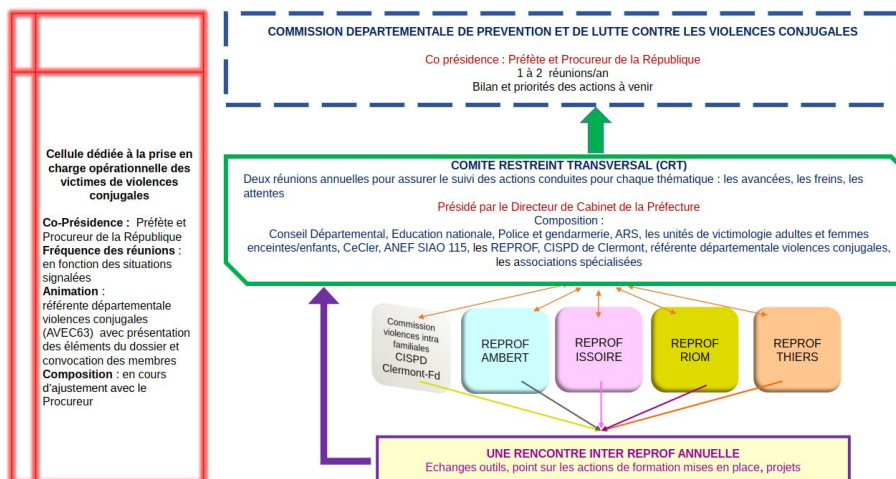 COMMISSION DEPARTEMENTALE DE PREVENTION ET DE LUTTE CONTRE LES VIOLENCES CONJUGALES
Co présidence : Préfète et Procureur de la République
1 à 2 réunions/an
Bilan et priorités des actions à venir
Cellule dédiée à la prise en
charge opérationnelle des
victimes de violences
conjugales
Co-Présidence : Préfète et
Procureur de la République
Fréquence des réunions :
en fonction des situations
signalées
Animation :
référente départementale
violences conjugales
(AVEC63) avec présentation
des éléments du dossier et
convocation des membres
Composition : en cours
d'ajustement avec le
Procureur
COMITE RESTREINT TRANSVERSAL (CRT)
Deux réunions annuelles pour assurer le suivi des actions conduites pour chaque thématique : les avancées, les freins, les
attentes
Présidé par le Directeur de Cabinet de la Préfecture
Composition :
Conseil Départemental, Education nationale, Police et gendarmerie, ARS, les unités de victimologie adultes et femmes
enceintes/enfants, CeCler, ANEF SIAO 115, les REPROF, CISPD de Clermont, référente départementale violences conjugales,
les associations spécialisées
Commission
violences intra
familiales
CISPD
Clermont-Fd
REPROF
AMBERT
REPROF
ISSOIRE
REPROF
RIOM
REPROF
THIERS
UNE RENCONTRE INTER REPROF ANNUELLE
Echanges outils, point sur les actions de formation mises en place, projets